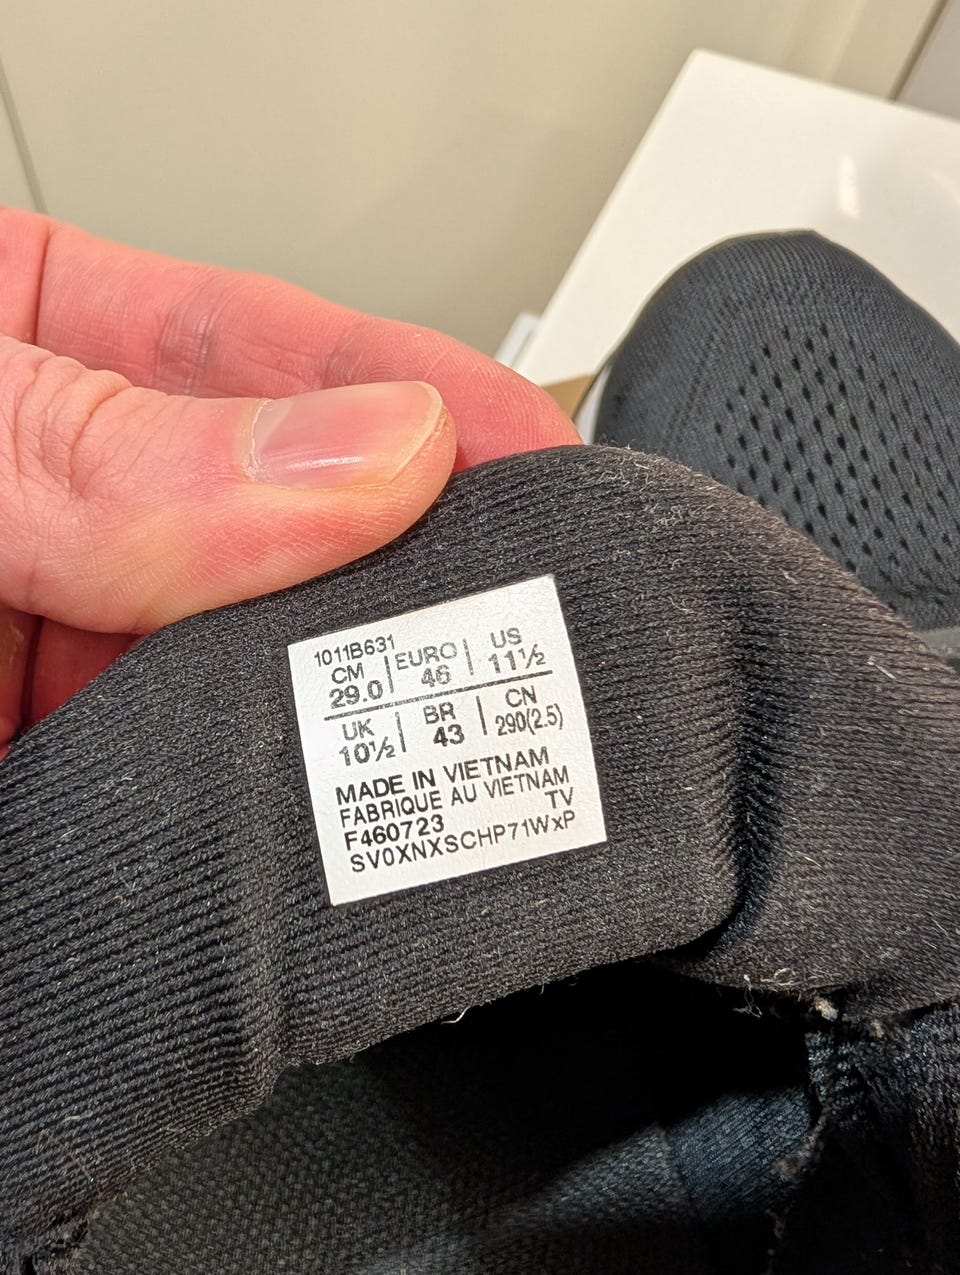 1011B631
CM EURO US
29.0 46 11½
UK BR CN
10½ 43 290(2.5)
MADE IN VIETNAM
FABRIQUE AU VIETNAM
F460723 TV
SV0XNXSCHP71WxP